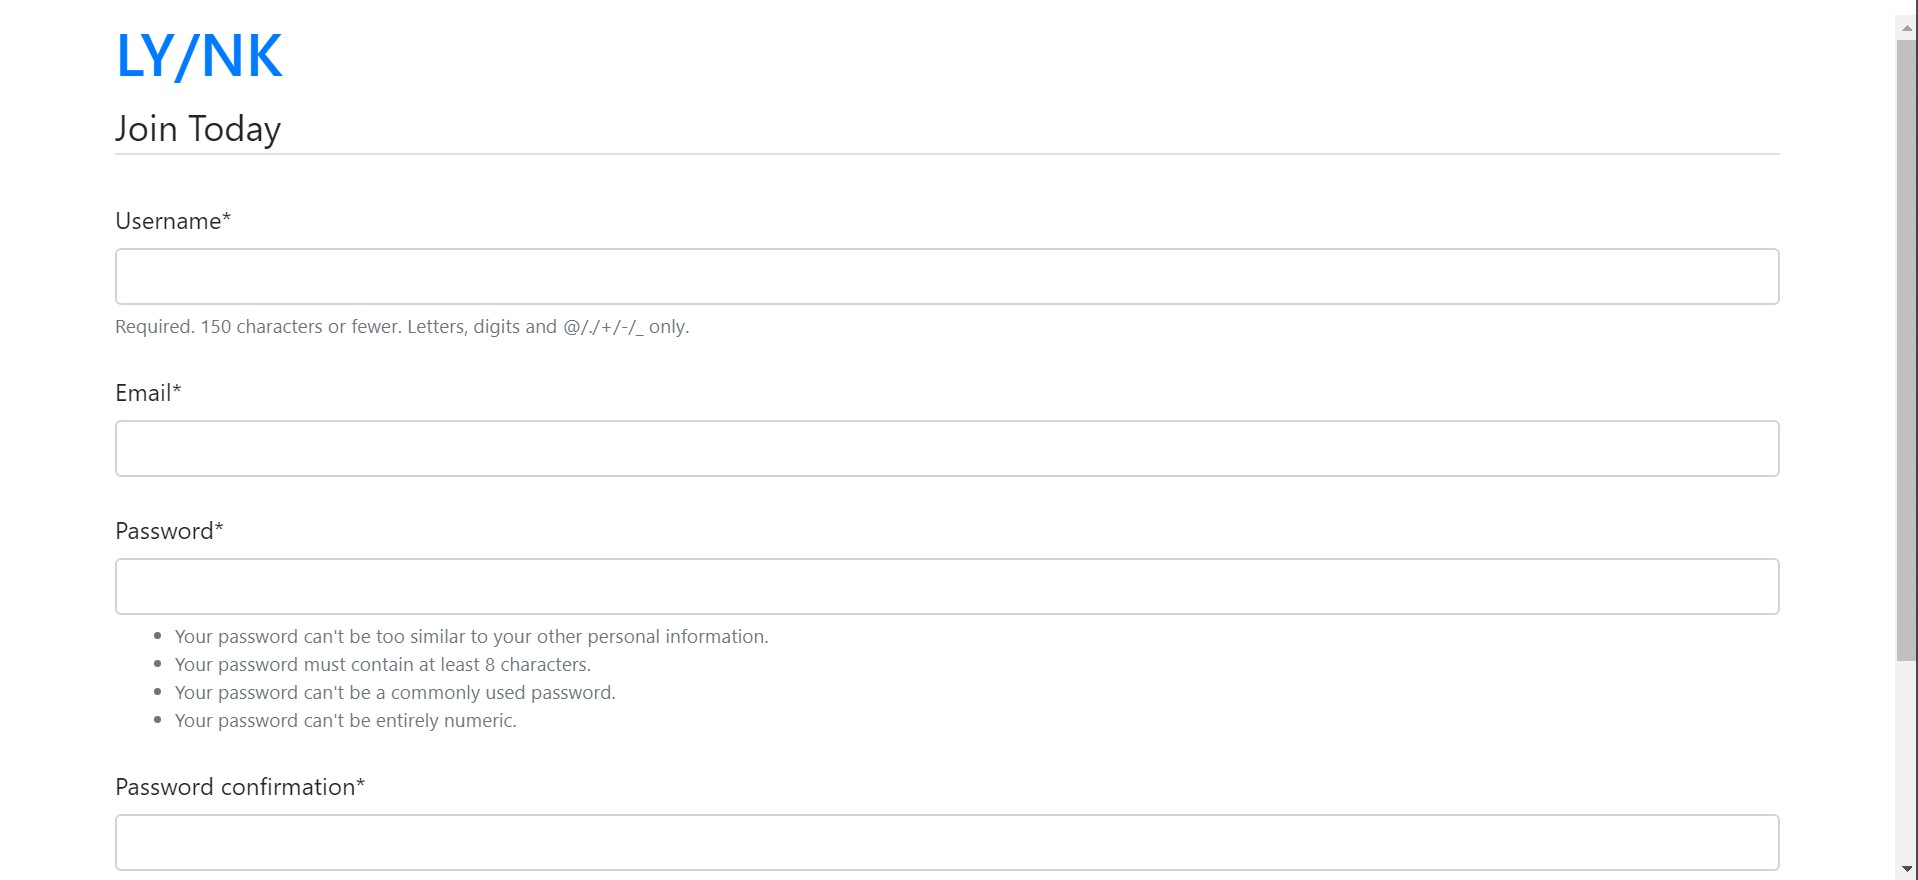 LY/NK
Join Today
Username*
Required. 150 characters or fewer. Letters, digits and @/./+/-/_ only.
Email*
Password*
Your password can't be too similar to your other personal information.
Your password must contain at least 8 characters.
Your password can't be a commonly used password.
Your password can't be entirely numeric.
Password confirmation*